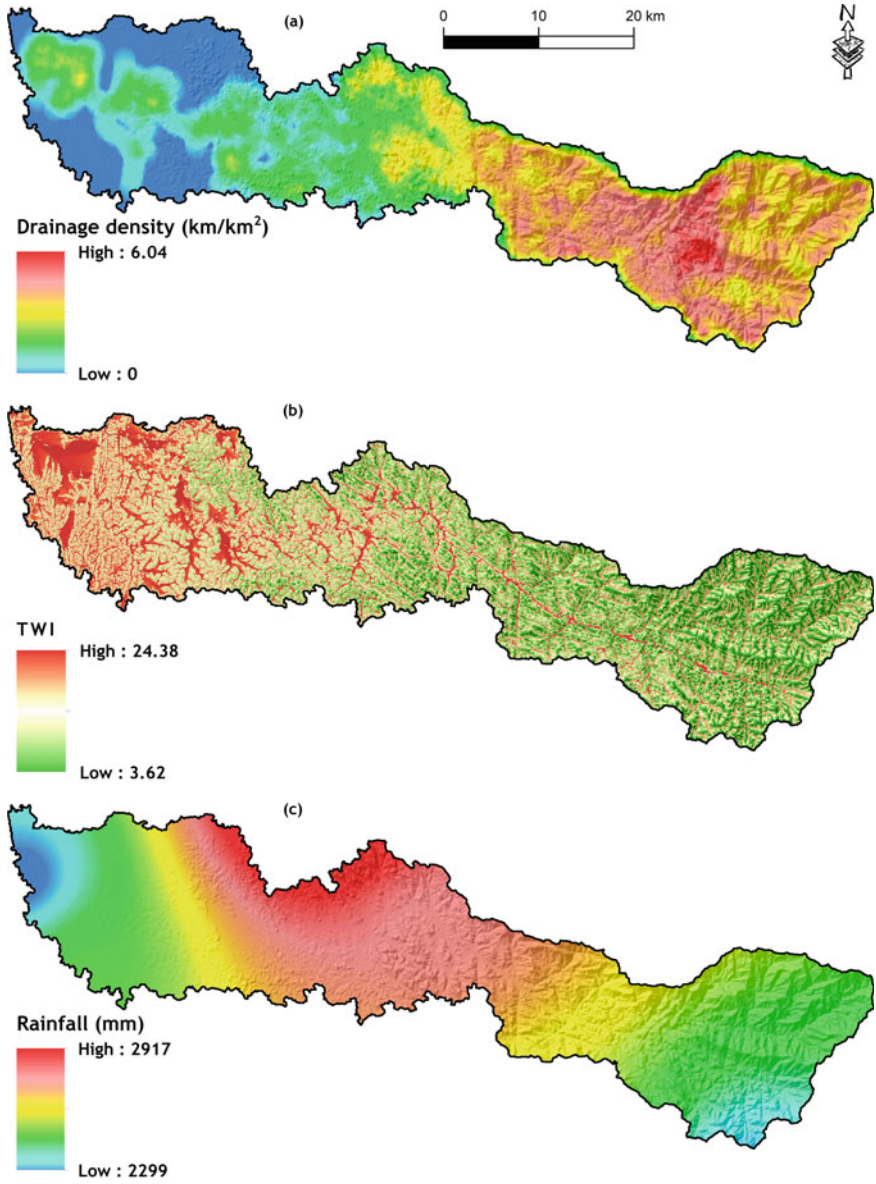 (a)
0 10 20 km
N
Drainage density (km/km²)
High : 6.04
Low : 0
(b)
TWI
High : 24.38
Low : 3.62
(c)
Rainfall (mm)
High : 2917
Low : 2299